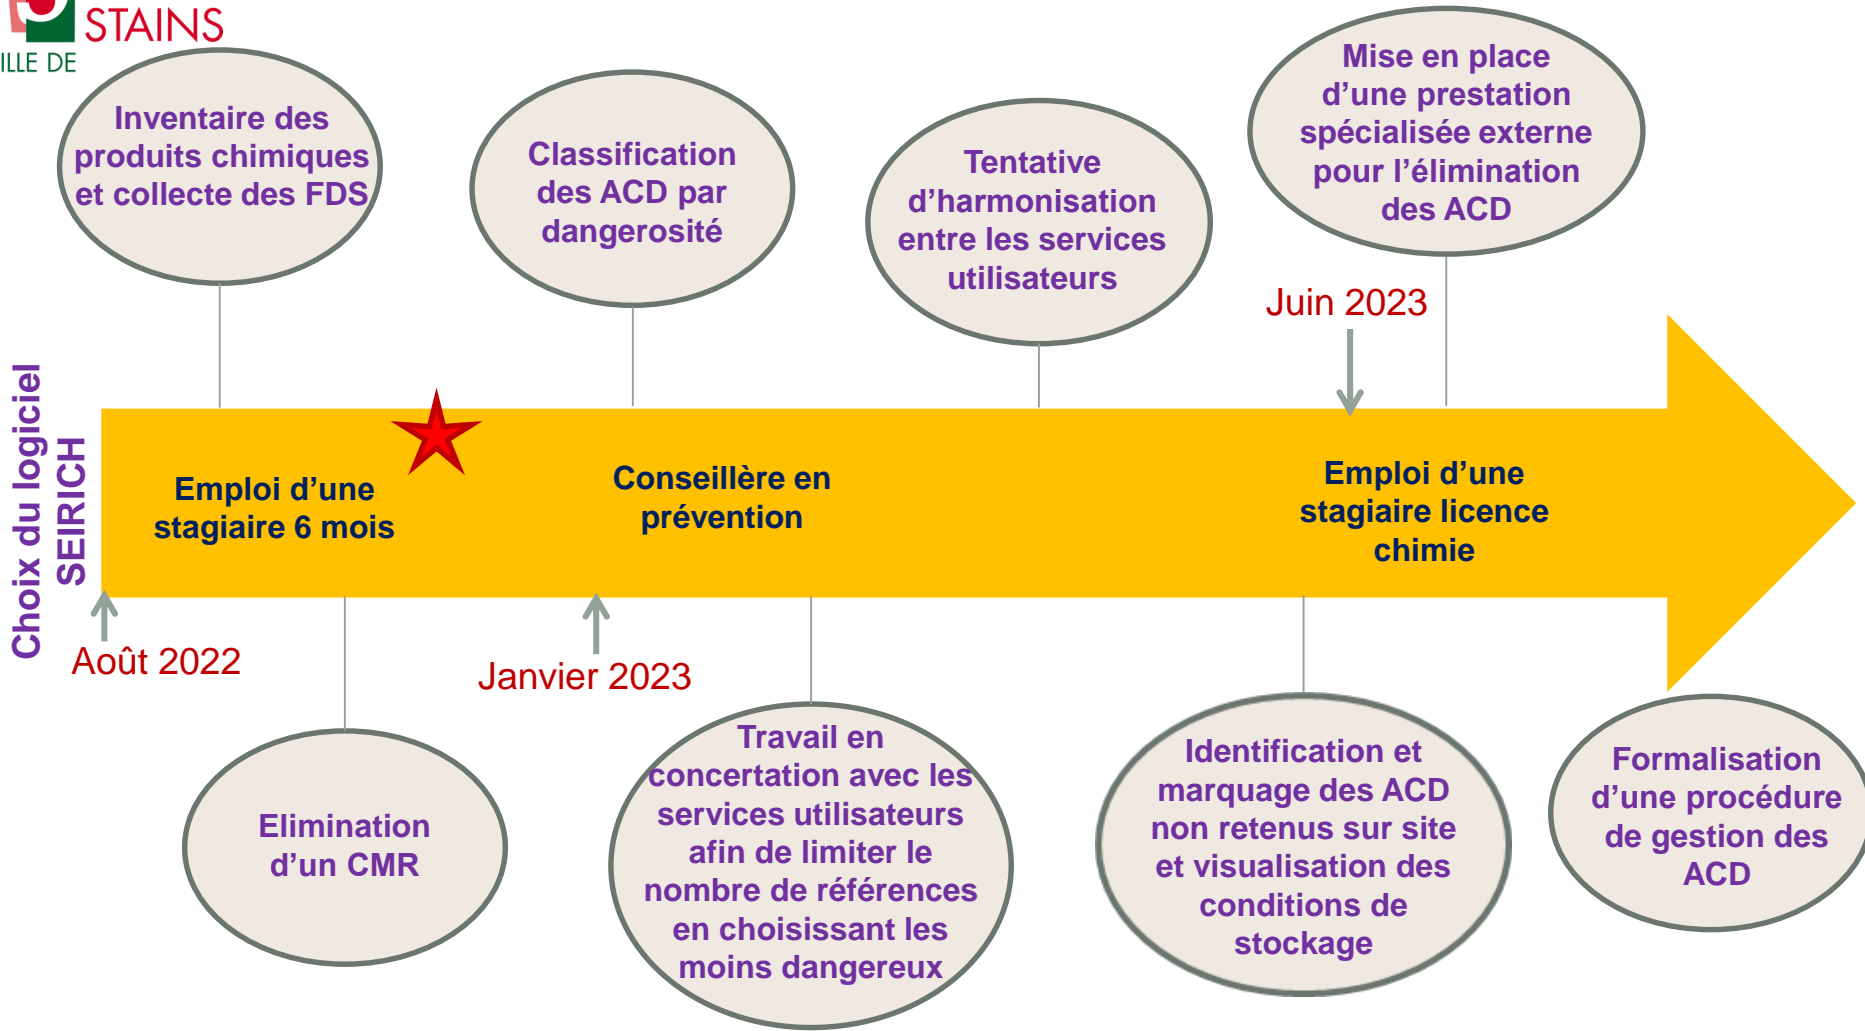 STAINS
ILLE DE
Inventaire des
produits chimiques
et collecte des FDS
Classification
des ACD par
dangerosité
Tentative
d'harmonisation
entre les services
utilisateurs
Mise en place
d'une prestation
spécialisée externe
pour l'élimination
des ACD
Juin 2023
Choix du logiciel
SEIRICH
Emploi d'une
stagiaire 6 mois
Conseillère en
prévention
Emploi d'une
stagiaire licence
chimie
Août 2022
Janvier 2023
Elimination
d'un CMR
Travail en
concertation avec les
services utilisateurs
afin de limiter le
nombre de références
en choisissant les
moins dangereux
Identification et
marquage des ACD
non retenus sur site
et visualisation des
conditions de
stockage
Formalisation
d'une procédure
de gestion des
ACD